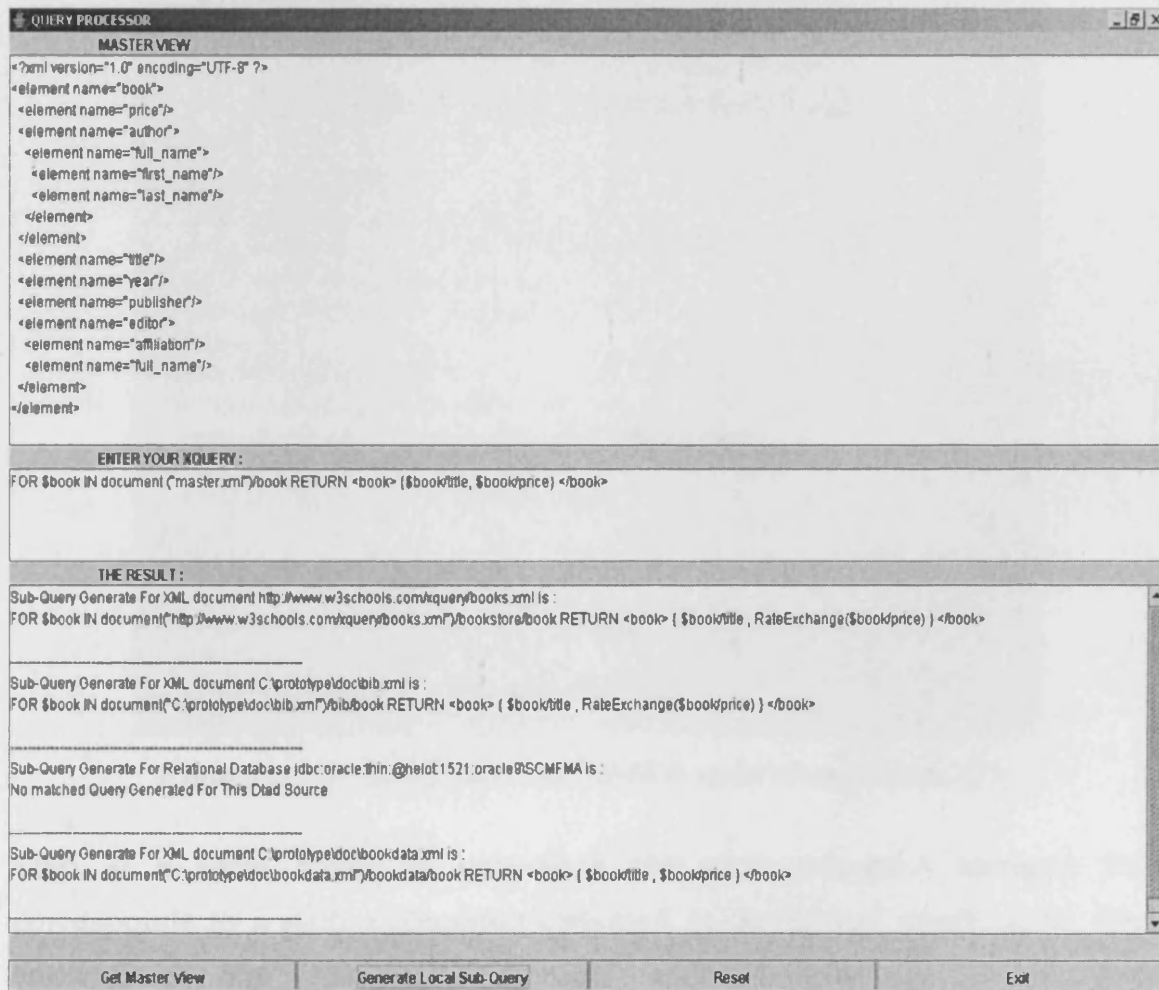 QUERY PROCESSOR
MASTER VIEW
<?xml version="1.0" encoding="UTF-8" ?>
<element name="book">
<element name="price"/>
<element name="author">
<element name="full_name">
<element name="first_name"/>
<element name="last_name"/>
</element>
</element>
<element name="title"/>
<element name="year"/>
<element name="publisher"/>
<element name="editor">
<element name="affiliation"/>
<element name="full_name"/>
</element>
</element>
ENTER YOUR XQUERY :
FOR $book IN document ("master.xml")/book RETURN <book> {$book/title, $book/price} </book>
THE RESULT :
Sub-Query Generate For XML document http://www.w3schools.com/xquery/books.xml is :
FOR $book IN document("http://www.w3schools.com/xquery/books.xml")/bookstore/book RETURN <book> { $book/title , RateExchange($book/price) } </book>
Sub-Query Generate For XML document C:\prototype\doc\bib.xml is :
FOR $book IN document("C:\prototype\doc\bib.xml")/bib/book RETURN <book> { $book/title , RateExchange($book/price) } </book>
Sub-Query Generate For Relational Database jdbc:oracle:thin:@helot:1521:oracle9\SCMFMA is :
No matched Query Generated For This Dtad Source
Sub-Query Generate For XML document C:\prototype\doc\bookdata.xml is :
FOR $book IN document("C:\prototype\doc\bookdata.xml")/bookdata/book RETURN <book> { $book/title , $book/price } </book>
Get Master View Generate Local Sub-Query Reset Exit